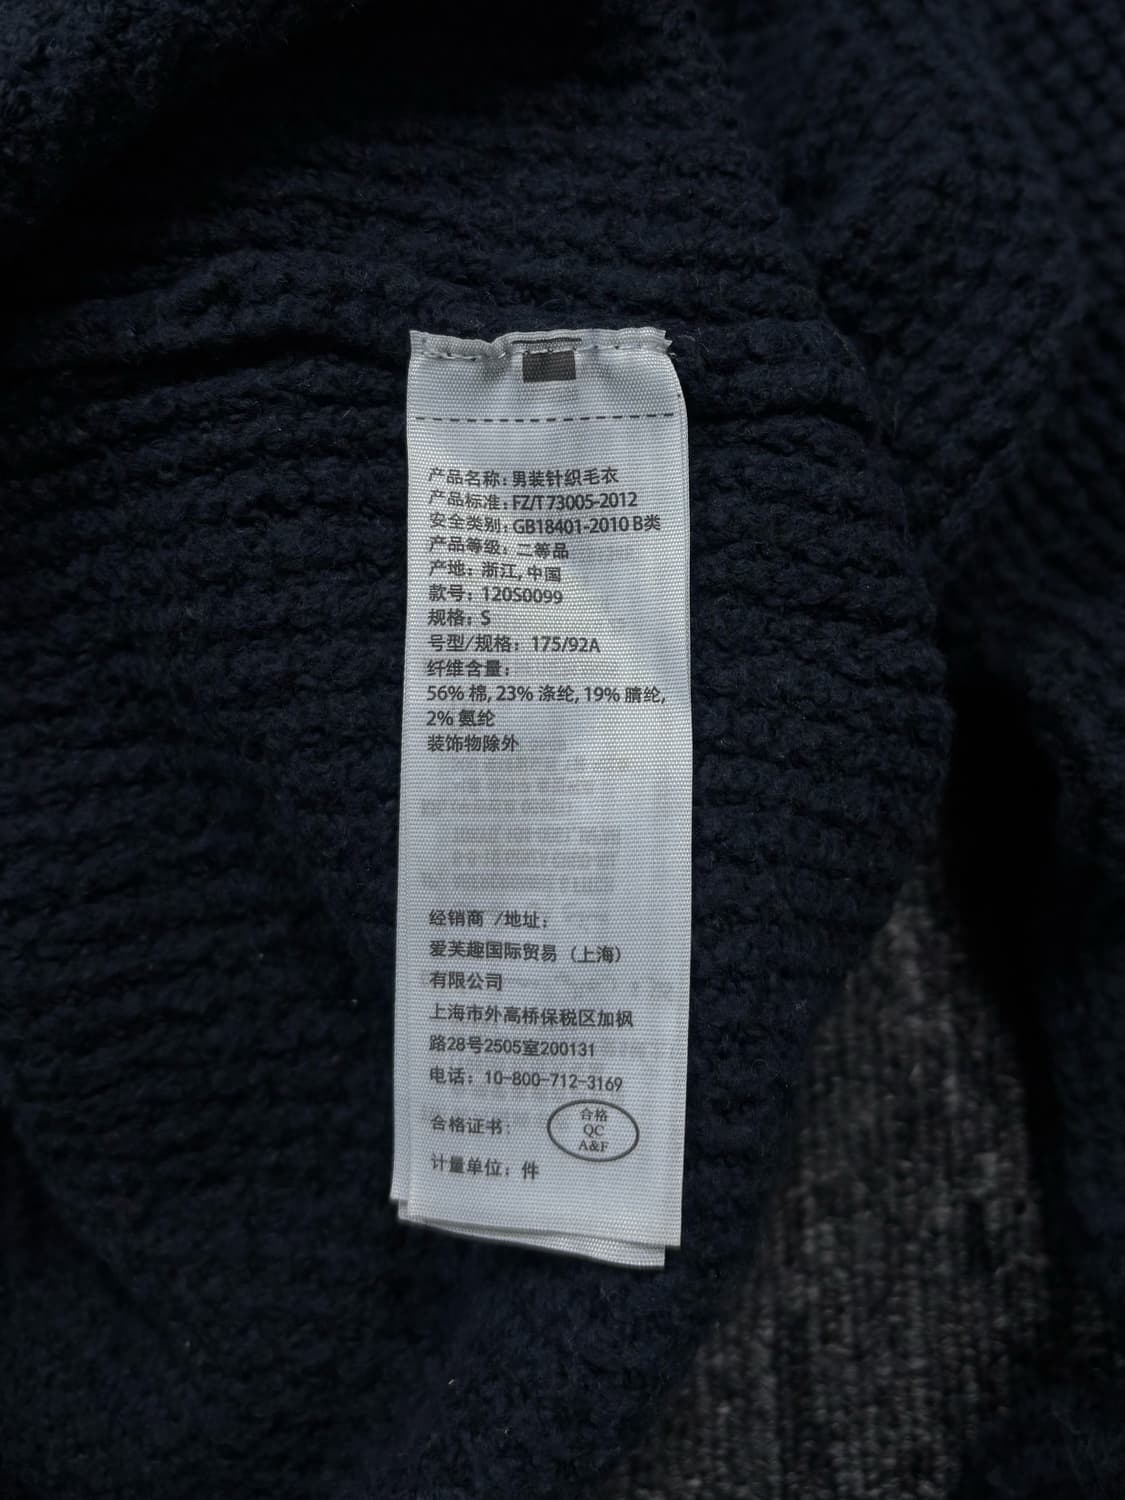 产品名称: 男装针织毛衣
产品标准: FZ/T 73005-2012
安全类别: GB18401-2010 B类
产品等级: 二等品
产地: 浙江, 中国
款号: 120S0099
规格: S
号型/规格: 175/92A
纤维含量:
56% 棉, 23% 涤纶, 19% 腈纶,
2% 氨纶
装饰物除外
经销商 /地址:
爱芙趣国际贸易 (上海)
有限公司
上海市外高桥保税区加枫
路28号2505室200131
电话: 10-800-712-3169
合格证书:
合格
QC
A&F
计量单位: 件